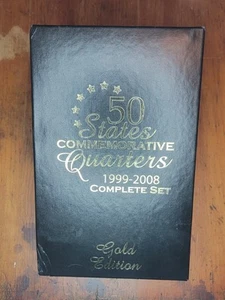 50
States
COMMEMORATIVE
Quarters
1999-2008
COMPLETE SET
Gold
Edition